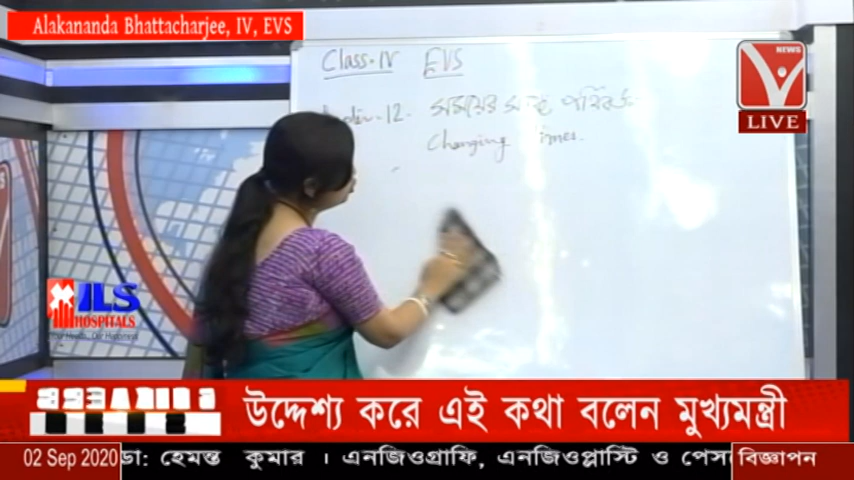 Alakananda Bhattacharjee, IV, EVS
Class-IV EVS
-12. সময়ের সঙ্গে পরিবর্তন
Changing Times.
NEWS
LIVE
ILS
HOSPITALS
উদ্দেশ্য করে এই কথা বলেন মুখ্যমন্ত্রী
02 Sep 2020
ডা: হেমন্ত কুমার । এনজিওগ্রাফি, এনজিওপ্লাস্টি ও পেস
বিজ্ঞাপন